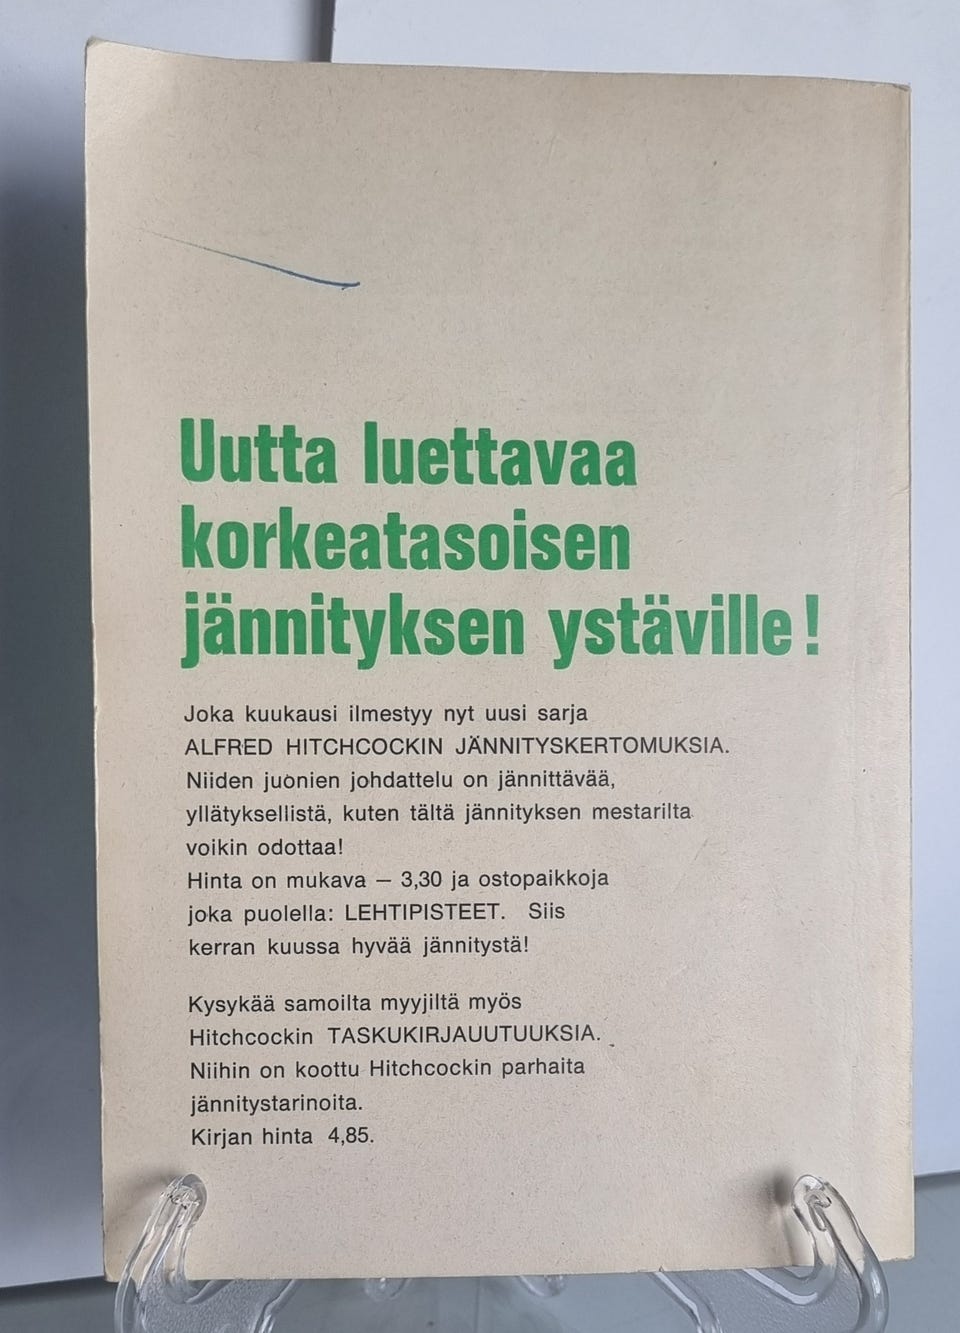 Uutta luettavaa
korkeatasoisen
jännityksen ystäville!
Joka kuukausi ilmestyy nyt uusi sarja
ALFRED HITCHCOCKIN JÄNNITYSKERTOMUKSIA.
Niiden juonien johdattelu on jännittävää,
yllätyksellistä, kuten tältä jännityksen mestarilta
voikin odottaa!
Hinta on mukava — 3,30 ja ostopaikkoja
joka puolella: LEHTIPISTEET. Siis
kerran kuussa hyvää jännitystä!
Kysykää samoilta myyjiltä myös
Hitchcockin TASKUKIRJAUUTUUKSIA.
Niihin on koottu Hitchcockin parhaita
jännitystarinoita.
Kirjan hinta 4,85.